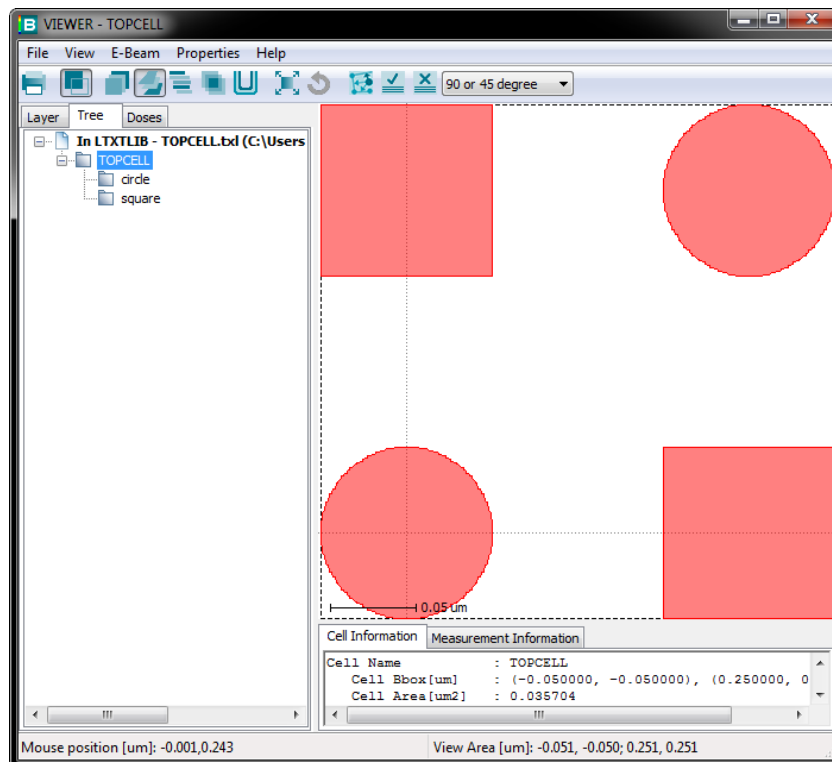 B VIEWER - TOPCELL
File View E-Beam Properties Help
90 or 45 degree
Layer Tree Doses
In LTXTLIB - TOPCELL.txl (C:\Users
TOPCELL
circle
square
0.05 um
Cell Information Measurement Information
Cell Name : TOPCELL
Cell Bbox[um] : (-0.050000, -0.050000), (0.250000, 0
Cell Area[um2] : 0.035704
Mouse position [um]: -0.001,0.243 View Area [um]: -0.051, -0.050; 0.251, 0.251